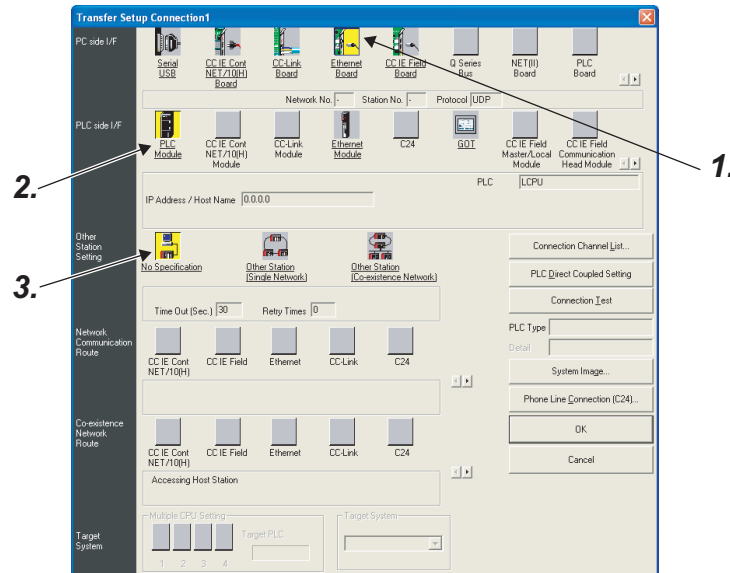 Transfer Setup Connection1
PC side I/F
Serial
USB
CC IE Cont
NET/10(H)
Board
CC-Link
Board
Ethernet
Board
CC IE Field
Board
Q Series
Bus
NET(II)
Board
PLC
Board
Network No. - Station No. - Protocol UDP
1.
PLC side I/F
PLC
Module
CC IE Cont
NET/10(H)
Module
CC-Link
Module
Ethernet
Module
C24
GOT
CC IE Field
Master/Local
Module
CC IE Field
Communication
Head Module
2.
PLC LCPU
IP Address / Host Name 0.0.0.0
Other
Station
Setting
No Specification
Other Station
(Single Network)
Other Station
(Co-existence Network)
3.
Time Out (Sec.) 30 Retry Times 0
Connection Channel List...
PLC Direct Coupled Setting
Connection Test
PLC Type
Detail
System Image...
Phone Line Connection (C24)...
OK
Cancel
Network
Communication
Route
CC IE Cont
NET/10(H)
CC IE Field
Ethernet
CC-Link
C24
Co-existence
Network
Route
CC IE Cont
NET/10(H)
CC IE Field
Ethernet
CC-Link
C24
Accessing Host Station
Target
System
Multiple CPU Setting
1 2 3 4
Target PLC
Target System